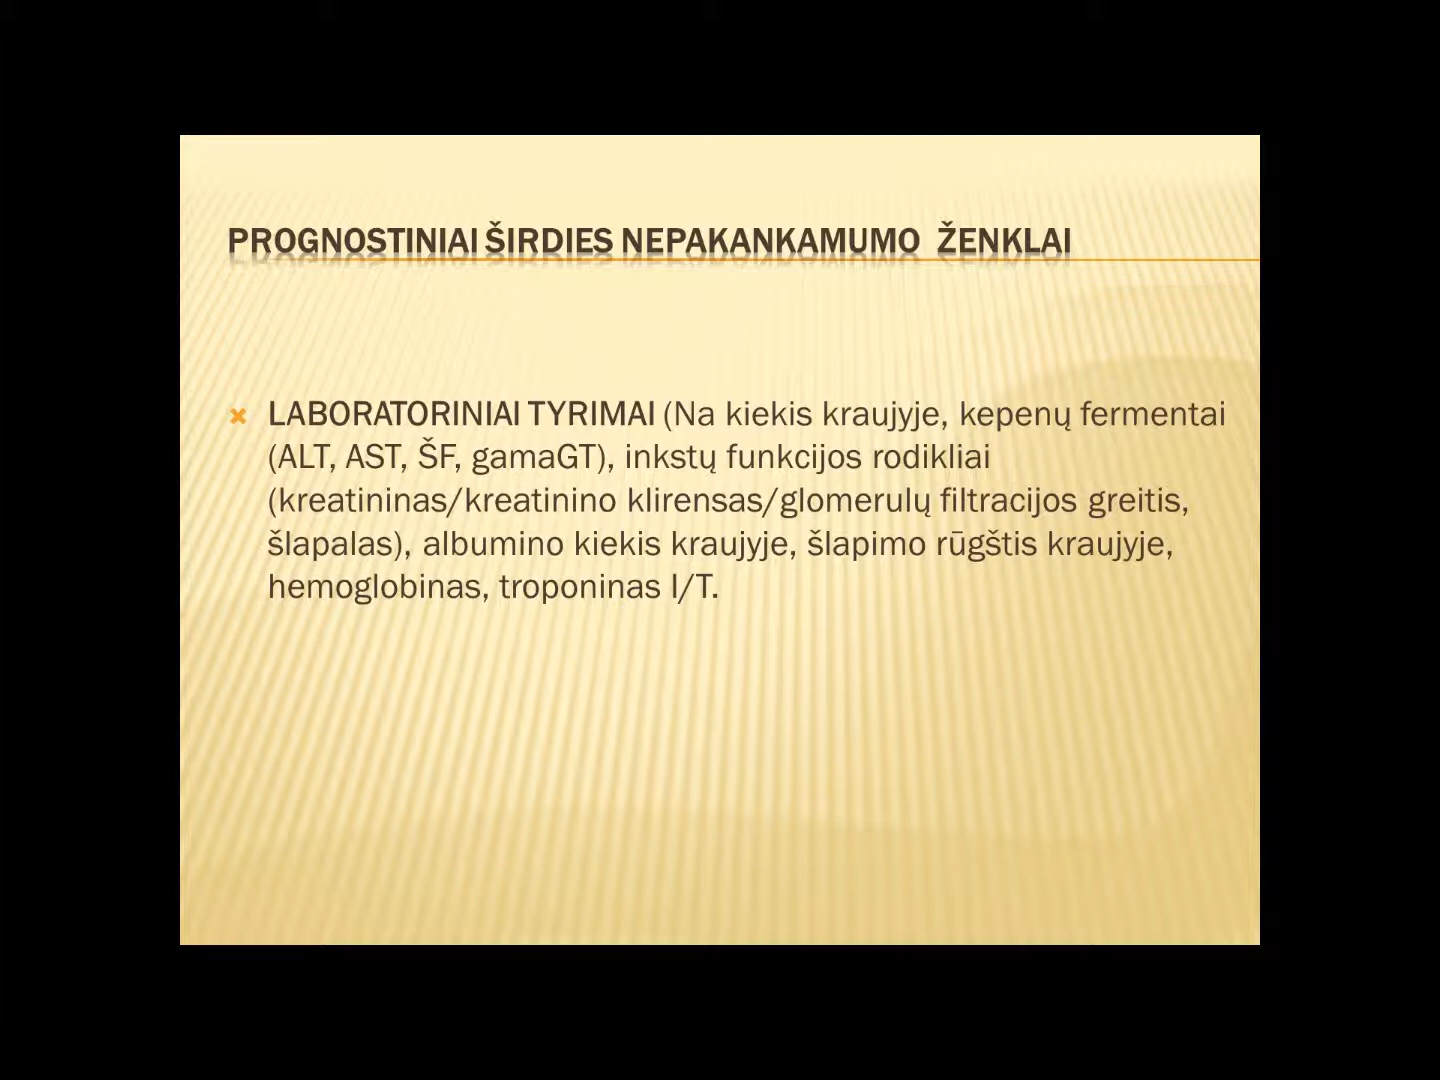 PROGNOSTINIAI ŠIRDIES NEPAKANKAMUMO ŽENKLAI
LABORATORINIAI TYRIMAI (Na kiekis kraujyje, kepenų fermentai
(ALT, AST, ŠF, gamaGT), inkstų funkcijos rodikliai
(kreatininas/kreatinino klirensas/glomerulų filtracijos greitis,
šlapalas), albumino kiekis kraujyje, šlapimo rūgštis kraujyje,
hemoglobinas, troponinas I/T.